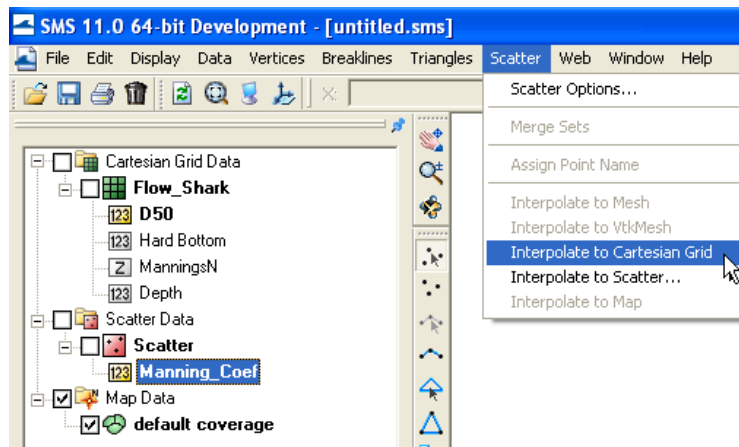 SMS 11.0 64-bit Development - [untitled.sms]
File Edit Display Data Vertices Breaklines Triangles Scatter Web Window Help
X:
Scatter Options...
Merge Sets
Assign Point Name
Interpolate to Mesh
Interpolate to VtkMesh
Interpolate to Cartesian Grid
Interpolate to Scatter...
Interpolate to Map
Cartesian Grid Data
Flow_Shark
123 D50
123 Hard Bottom
Z ManningsN
123 Depth
Scatter Data
Scatter
123 Manning_Coef
Map Data
default coverage